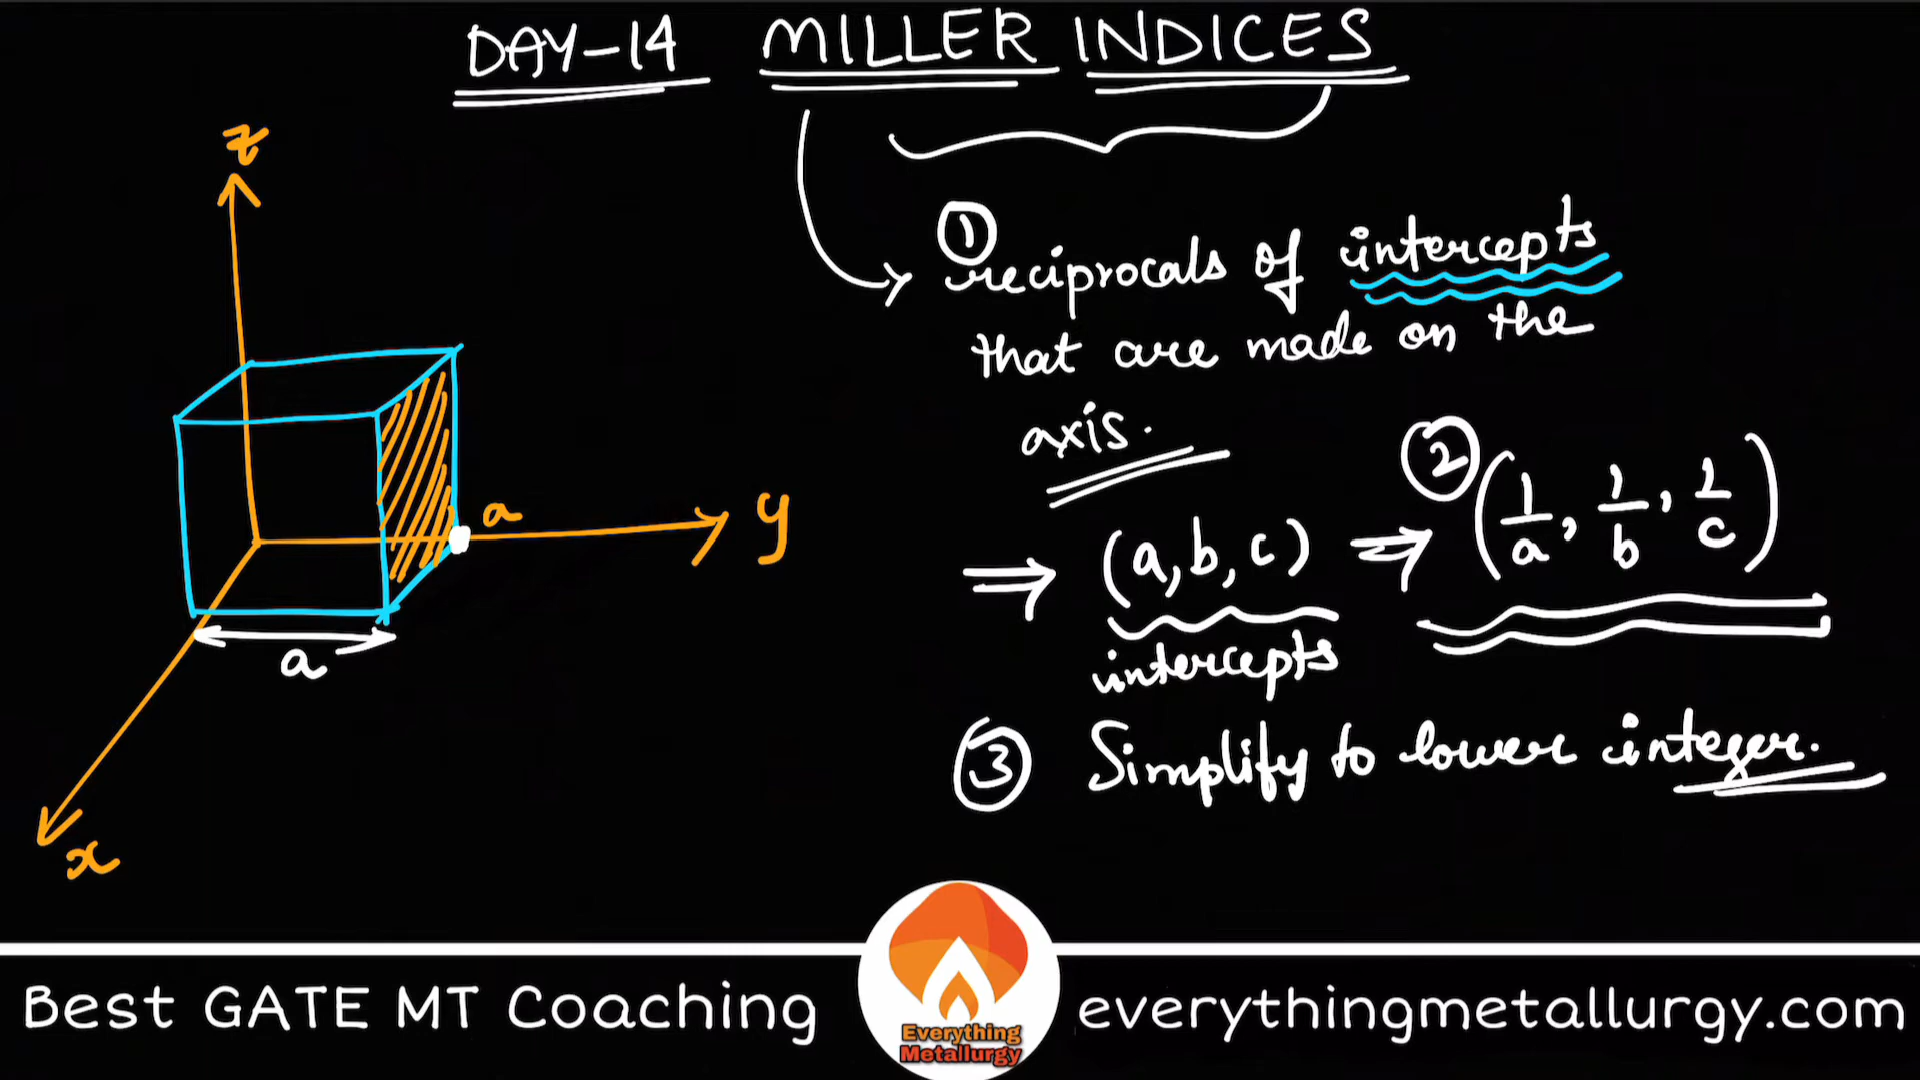 DAY-14 MILLER INDICES
z
① reciprocals of intercepts
that are made on the
axis.
a
y
② (1/a, 1/b, 1/c)
⇒ (a, b, c) ⇒
intercepts
a
③ Simplify to lower integer.
x
Best GATE MT Coaching
Everything
Metallurgy
everythingmetallurgy.com